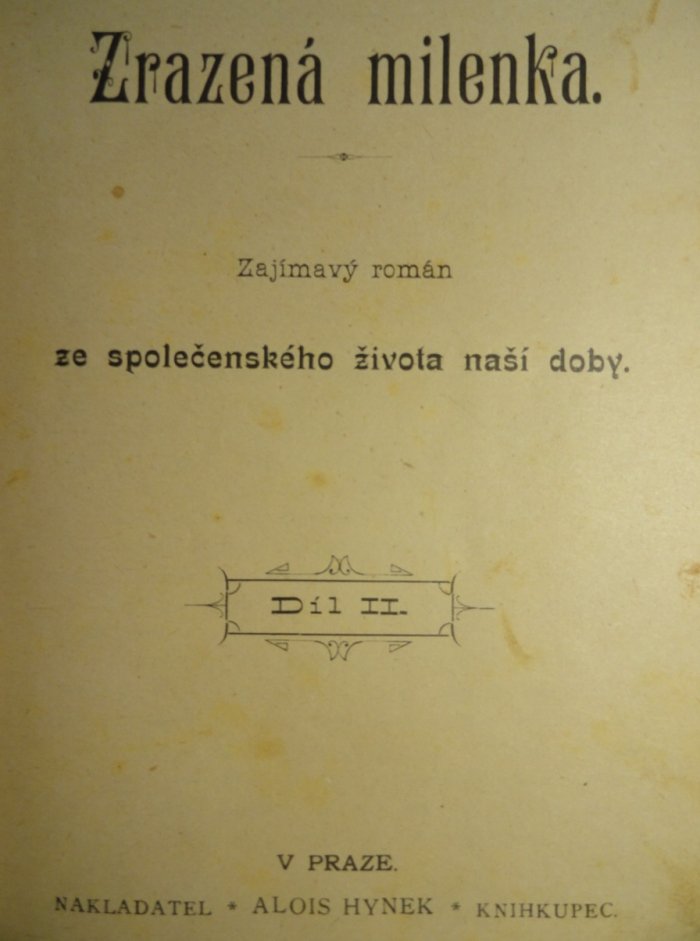 Zrazená milenka.
Zajímavý román
ze společenského života naší doby.
Díl II.
V PRAZE.
NAKLADATEL * ALOIS HYNEK * KNIHKUPEC.